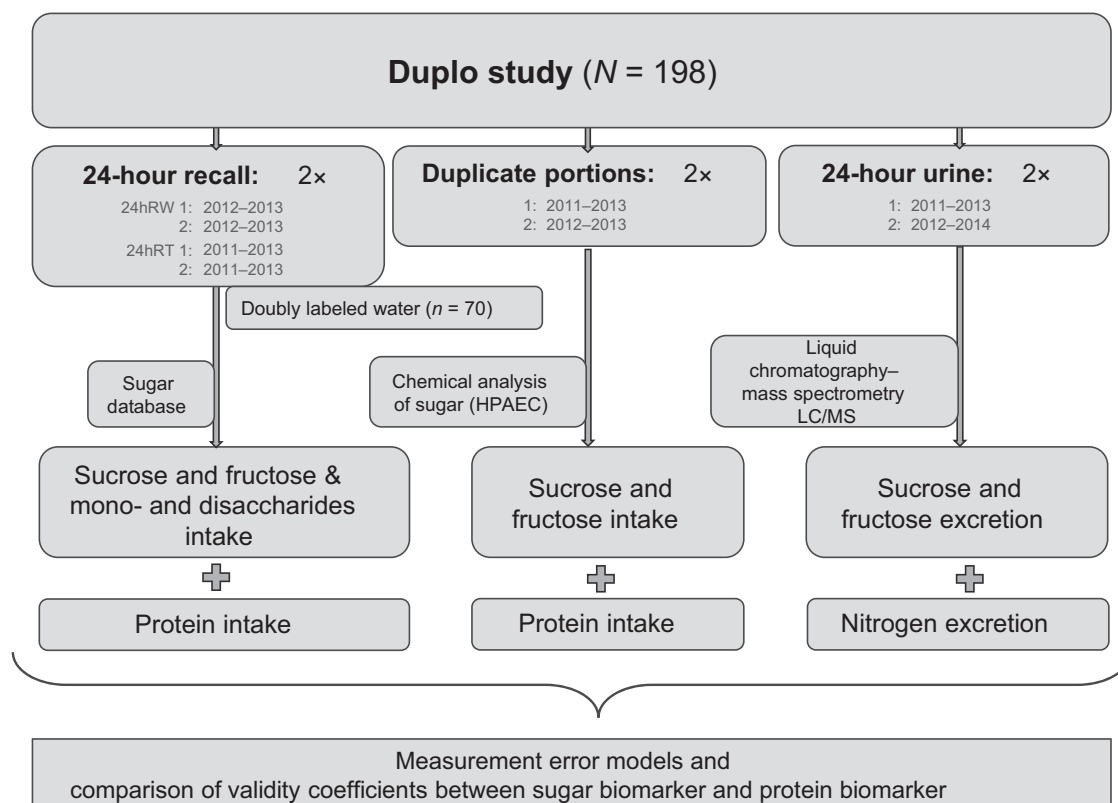 Duplo study (N = 198)
24-hour recall: 2×
24hRW 1: 2012–2013
2: 2012–2013
24hRT 1: 2011–2013
2: 2011–2013
Duplicate portions: 2×
1: 2011–2013
2: 2012–2013
24-hour urine: 2×
1: 2011–2013
2: 2012–2014
Doubly labeled water (n = 70)
Sugar
database
Chemical analysis
of sugar (HPAEC)
Liquid
chromatography–
mass spectrometry
LC/MS
Sucrose and fructose &
mono- and disaccharides
intake
Sucrose and
fructose intake
Sucrose and
fructose excretion
Protein intake
Protein intake
Nitrogen excretion
Measurement error models and
comparison of validity coefficients between sugar biomarker and protein biomarker